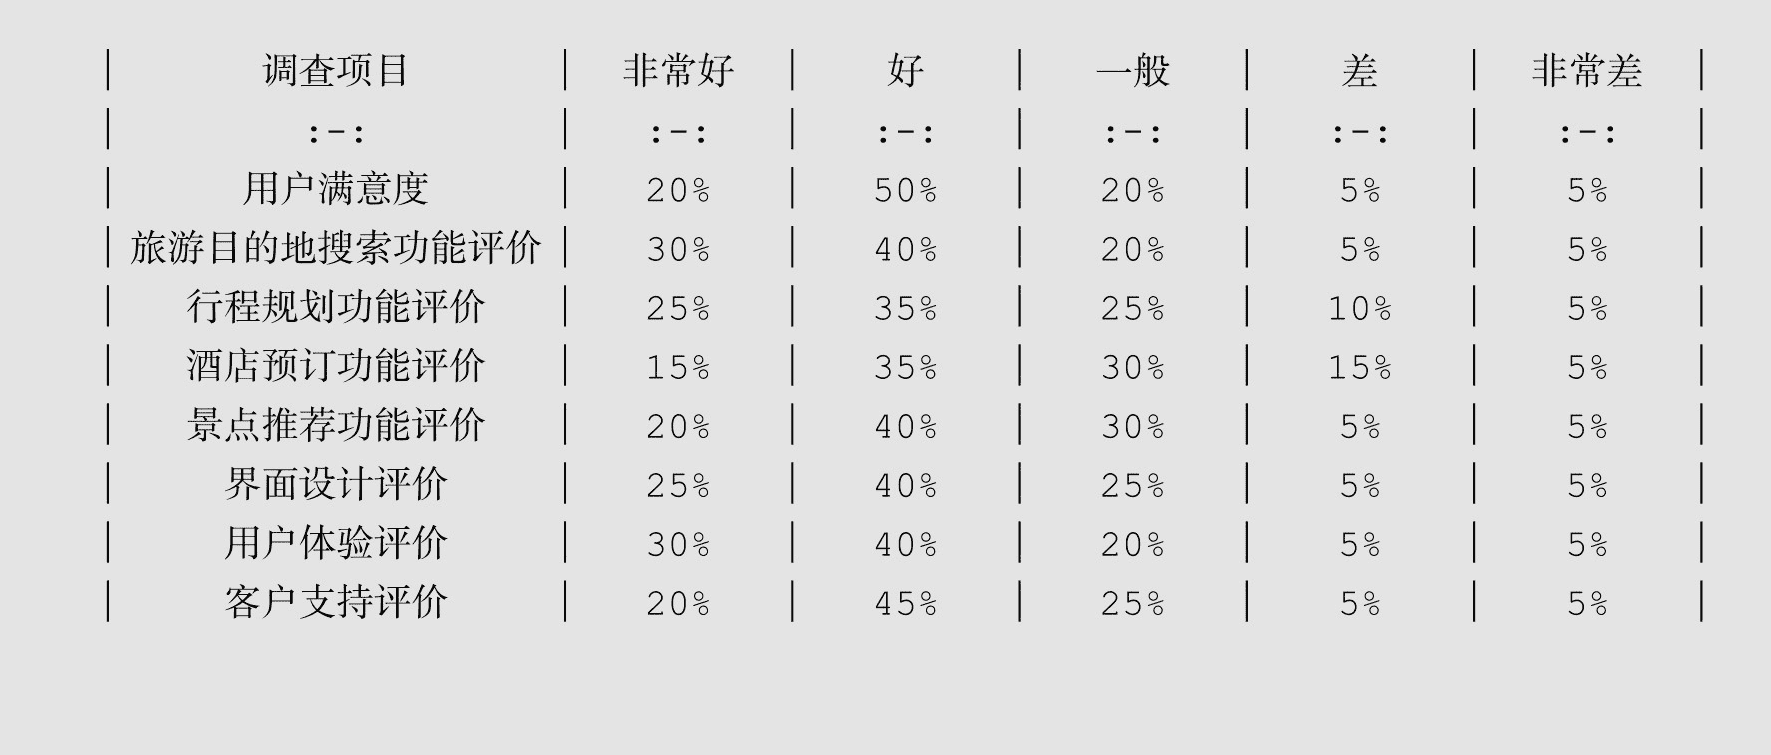 | 调查项目 | 非常好 | 好 | 一般 | 差 | 非常差 |
| :-: | :-: | :-: | :-: | :-: | :-: |
| 用户满意度 | 20% | 50% | 20% | 5% | 5% |
| 旅游目的地搜索功能评价 | 30% | 40% | 20% | 5% | 5% |
| 行程规划功能评价 | 25% | 35% | 25% | 10% | 5% |
| 酒店预订功能评价 | 15% | 35% | 30% | 15% | 5% |
| 景点推荐功能评价 | 20% | 40% | 30% | 5% | 5% |
| 界面设计评价 | 25% | 40% | 25% | 5% | 5% |
| 用户体验评价 | 30% | 40% | 20% | 5% | 5% |
| 客户支持评价 | 20% | 45% | 25% | 5% | 5% |